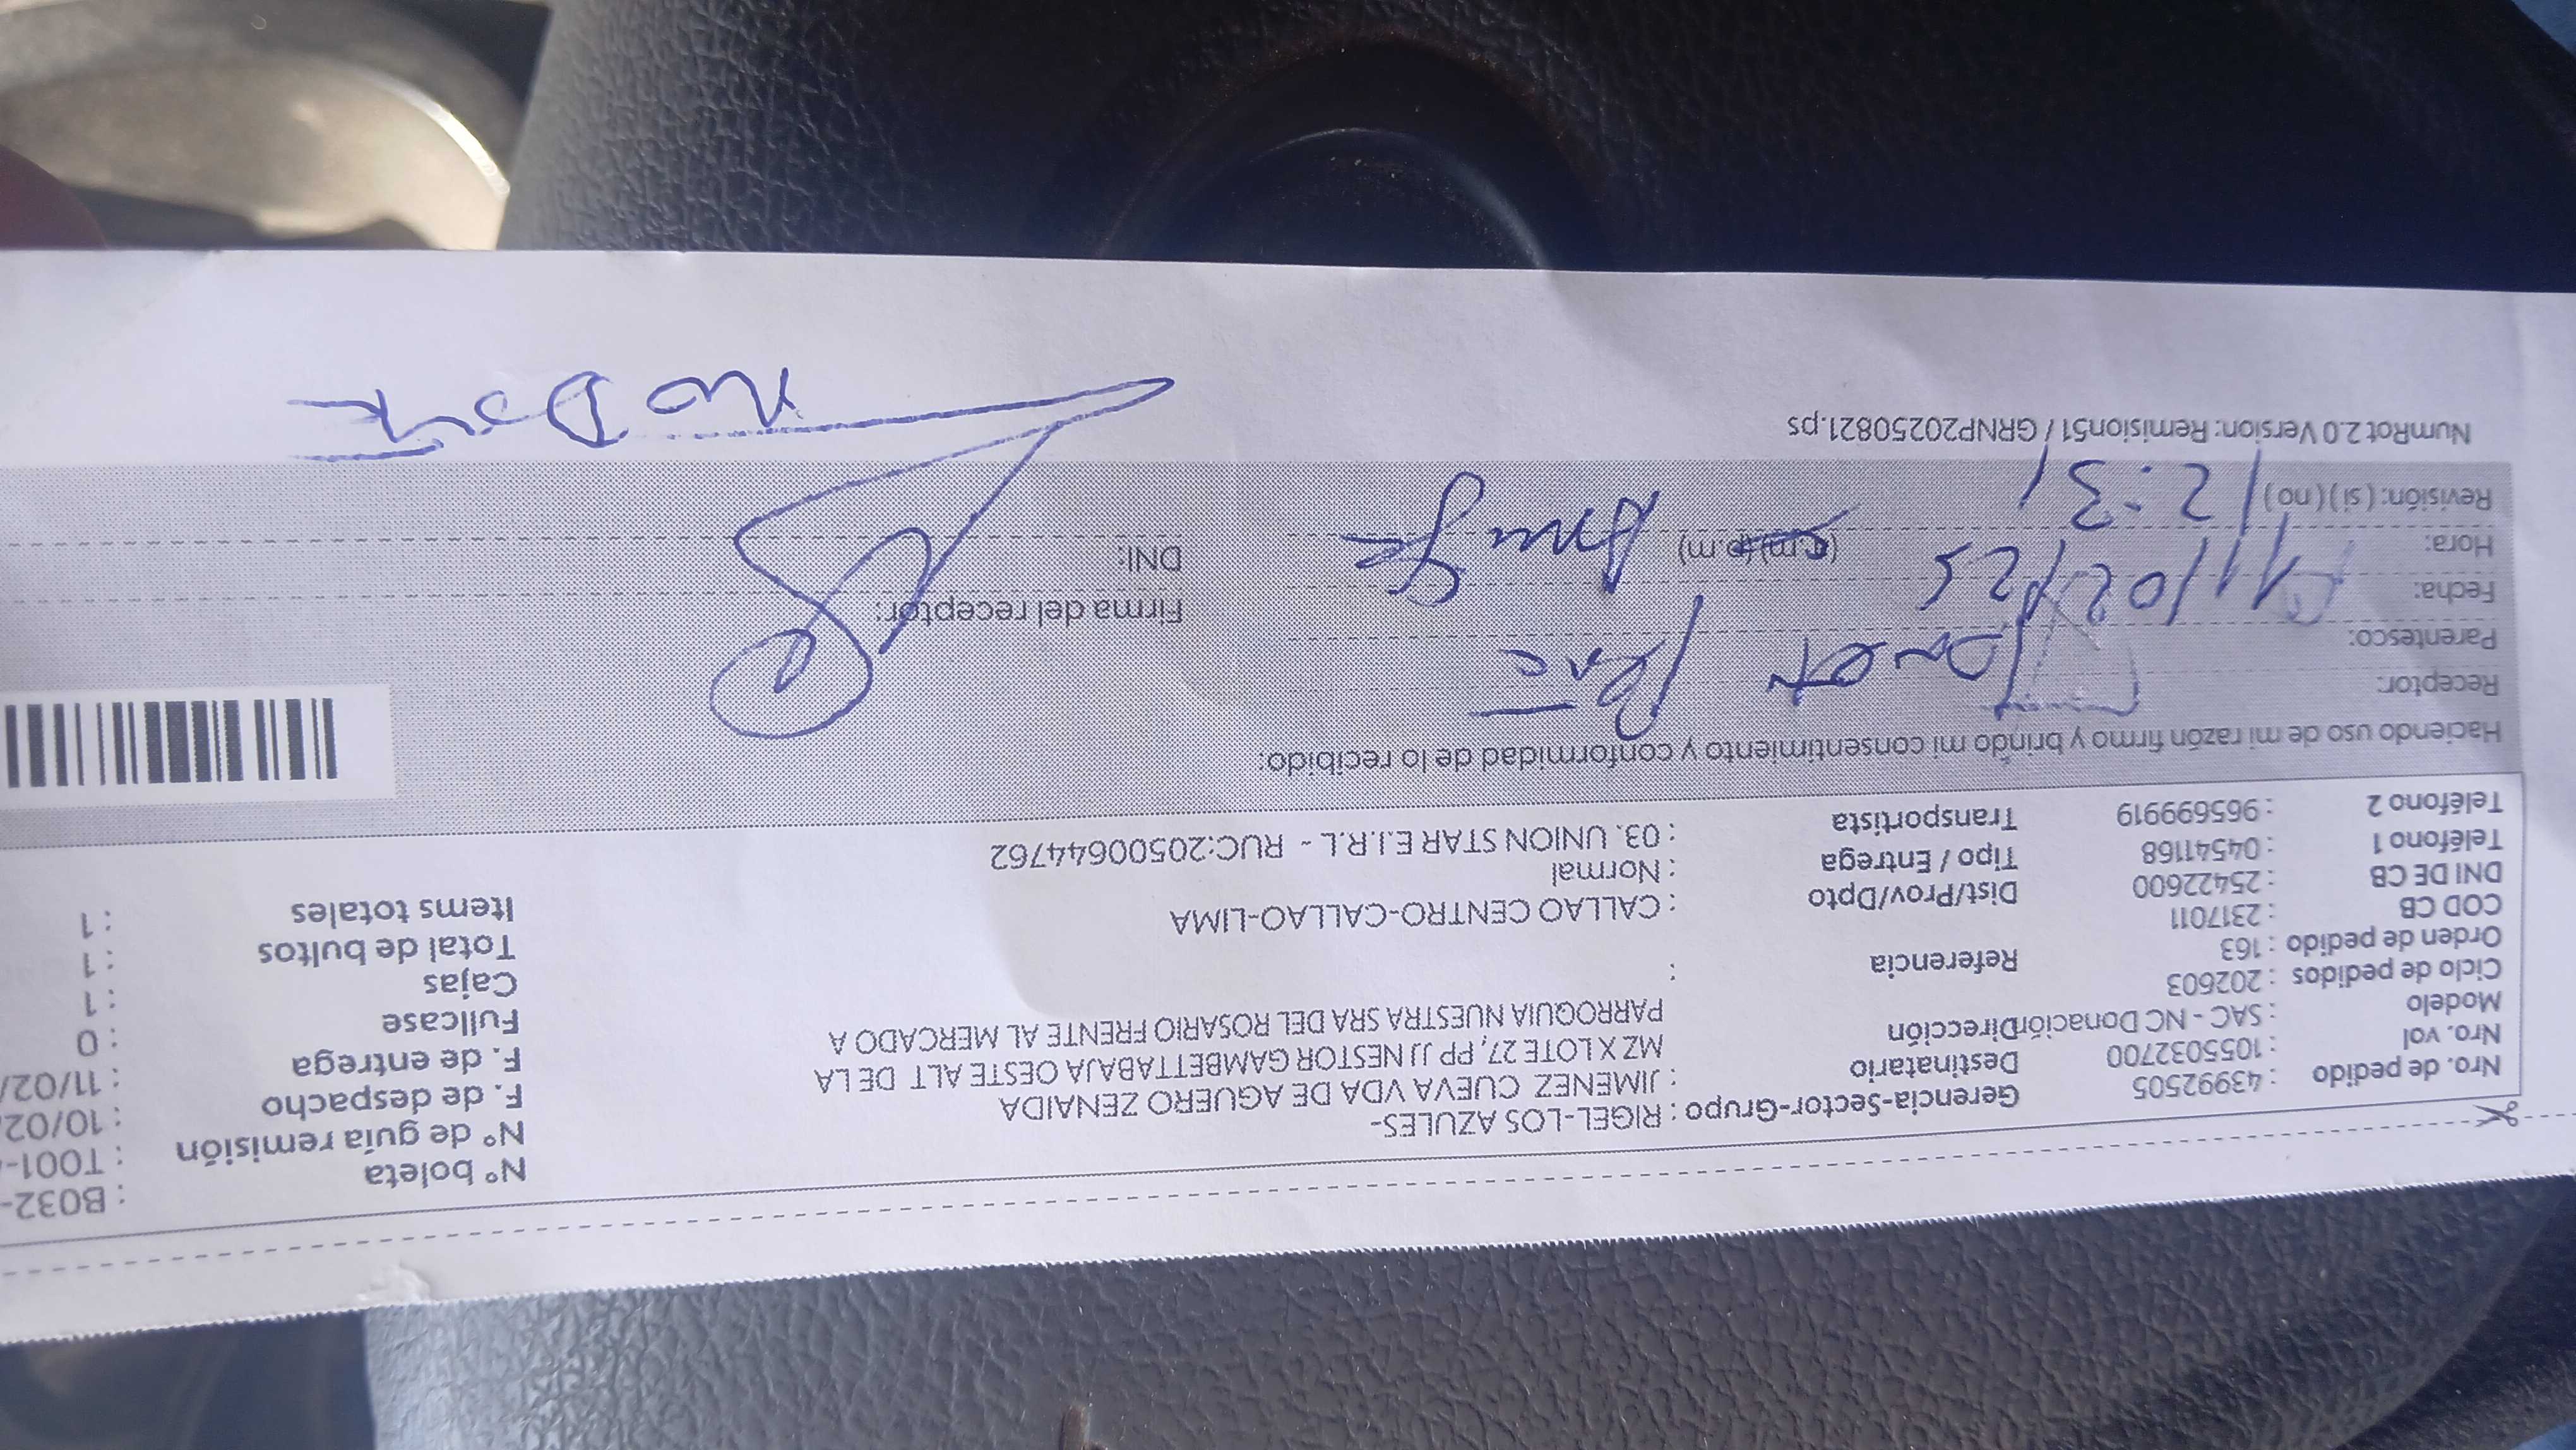 Nro. de pedido : 43992505
Nro. vol : 1055032700
Modelo : SAC - NC Donación
Ciclo de pedidos : 202603
Orden de pedido : 163
COD CB : 2317011
DNI DE CB : 25422600
Teléfono 1 : 04541168
Teléfono 2 : 965699919
Gerencia-Sector-Grupo : RIGEL-LOS AZULES-
Destinatario : JIMENEZ CUEVA VDA DE AGUERO ZENAIDA
Dirección MZ X LOTE 27, PP JJ NESTOR GAMBETTABAJA OESTE ALT DE LA
PARROQUIA NUESTRA SRA DEL ROSARIO FRENTE AL MERCADO A
Referencia :
Dist/Prov/Dpto : CALLAO CENTRO-CALLAO-LIMA
Tipo / Entrega : Normal
Transportista : 03. UNION STAR E.I.R.L - RUC:20500644762
N° boleta : B032-
N° de guía remisión : T001-
F. de despacho : 10/02
F. de entrega : 11/02/
Fullcase : 0
Cajas : 1
Total de bultos : 1
Items totales : 1
Haciendo uso de mi razón firmo y brindo mi consentimiento y conformidad de lo recibido:
Receptor:
Parentesco:
Fecha: 11/02/
Hora: (p.m)
Revisión: ( si ) ( no ) 12:31
Firma del receptor:
DNI:
NumRot 2.0 Version: Remision51 / GRNP20250821.ps
no